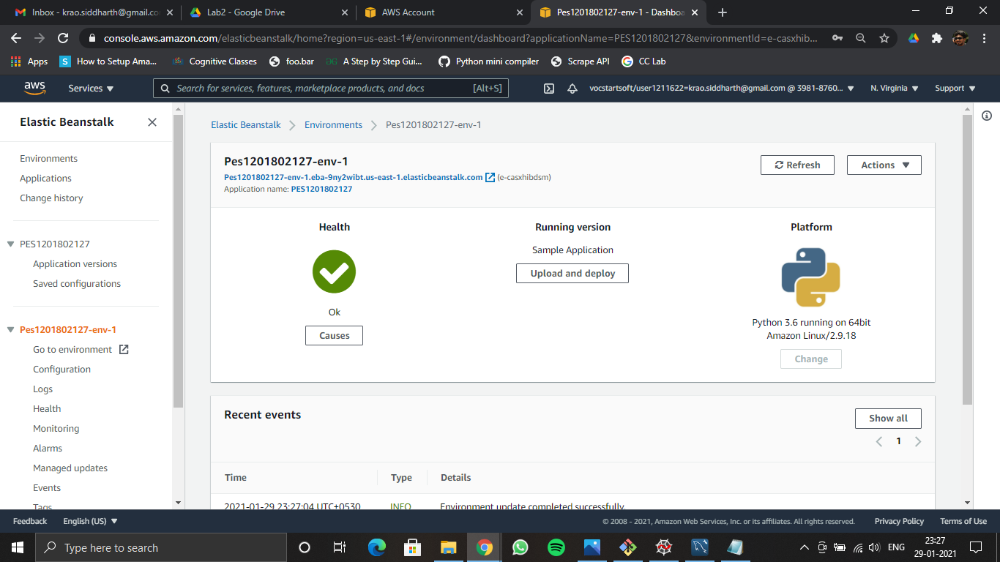 Inbox - krao.siddharth@gmail.co
Lab2 - Google Drive
AWS Account
Pes1201802127-env-1 - Dashboa
console.aws.amazon.com/elasticbeanstalk/home?region=us-east-1#/environment/dashboard?applicationName=PES1201802127&environmentId=e-casxhib...
Apps
S
How to Setup Ama...
Cognitive Classes
foo.bar
A Step by Step Gui...
Python mini compiler
Scrape API
CC Lab
aws
Services
Search for services, features, marketplace products, and docs
[Alt+S]
vocstartsoft/user1211622=krao.siddharth@gmail.com @ 3981-8760...
N. Virginia
Support
Elastic Beanstalk
Environments
Applications
Change history
PES1201802127
Application versions
Saved configurations
Pes1201802127-env-1
Go to environment
Configuration
Logs
Health
Monitoring
Alarms
Managed updates
Events
Tags
Elastic Beanstalk
Environments
Pes1201802127-env-1
Pes1201802127-env-1
Pes1201802127-env-1.eba-9ny2wibt.us-east-1.elasticbeanstalk.com (e-casxhibdsm)
Application name: PES1201802127
Refresh
Actions
Health
Ok
Causes
Running version
Sample Application
Upload and deploy
Platform
Python 3.6 running on 64bit
Amazon Linux/2.9.18
Change
Recent events
Show all
1
Time
Type
Details
2021-01-29 23:27:04 UTC+0530
INFO
Environment update completed successfully.
Feedback
English (US)
© 2008 - 2021, Amazon Web Services, Inc. or its affiliates. All rights reserved.
Privacy Policy
Terms of Use
Type here to search
ENG
23:27
29-01-2021